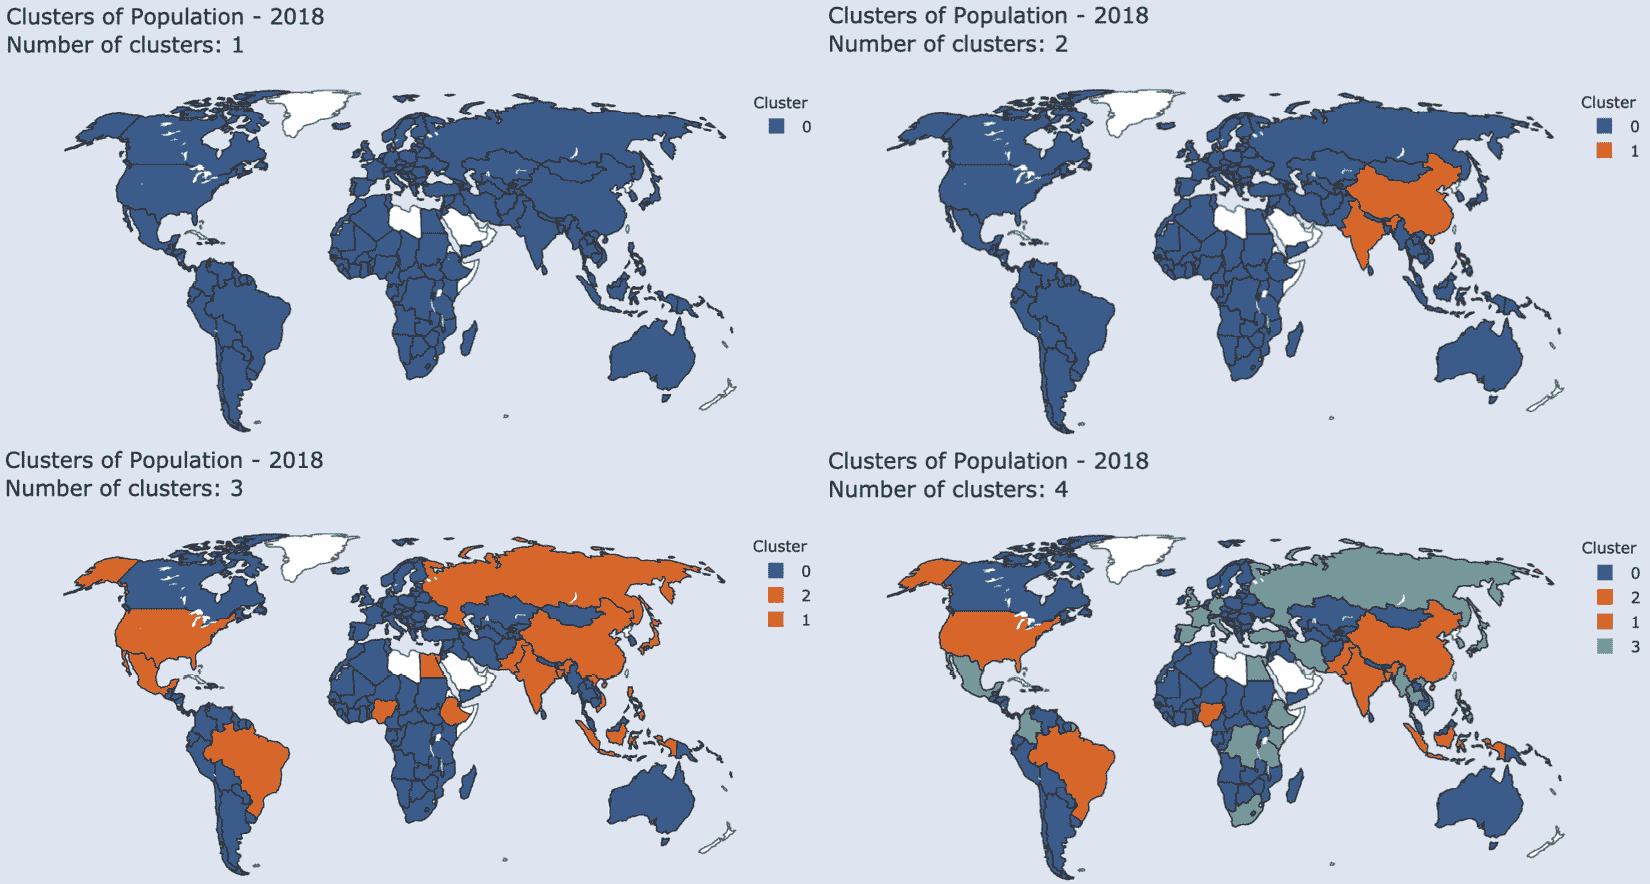 Clusters of Population - 2018
Number of clusters: 1
Cluster
0
Clusters of Population - 2018
Number of clusters: 2
Cluster
0
1
Clusters of Population - 2018
Number of clusters: 3
Cluster
0
2
1
Clusters of Population - 2018
Number of clusters: 4
Cluster
0
2
1
3